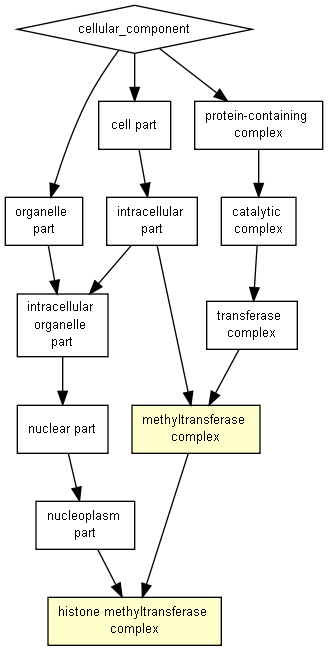 cellular_component
cell part
protein-containing
complex
organelle
part
intracellular
part
catalytic
complex
intracellular
organelle
part
transferase
complex
nuclear part
methyltransferase
complex
nucleoplasm
part
histone methyltransferase
complex